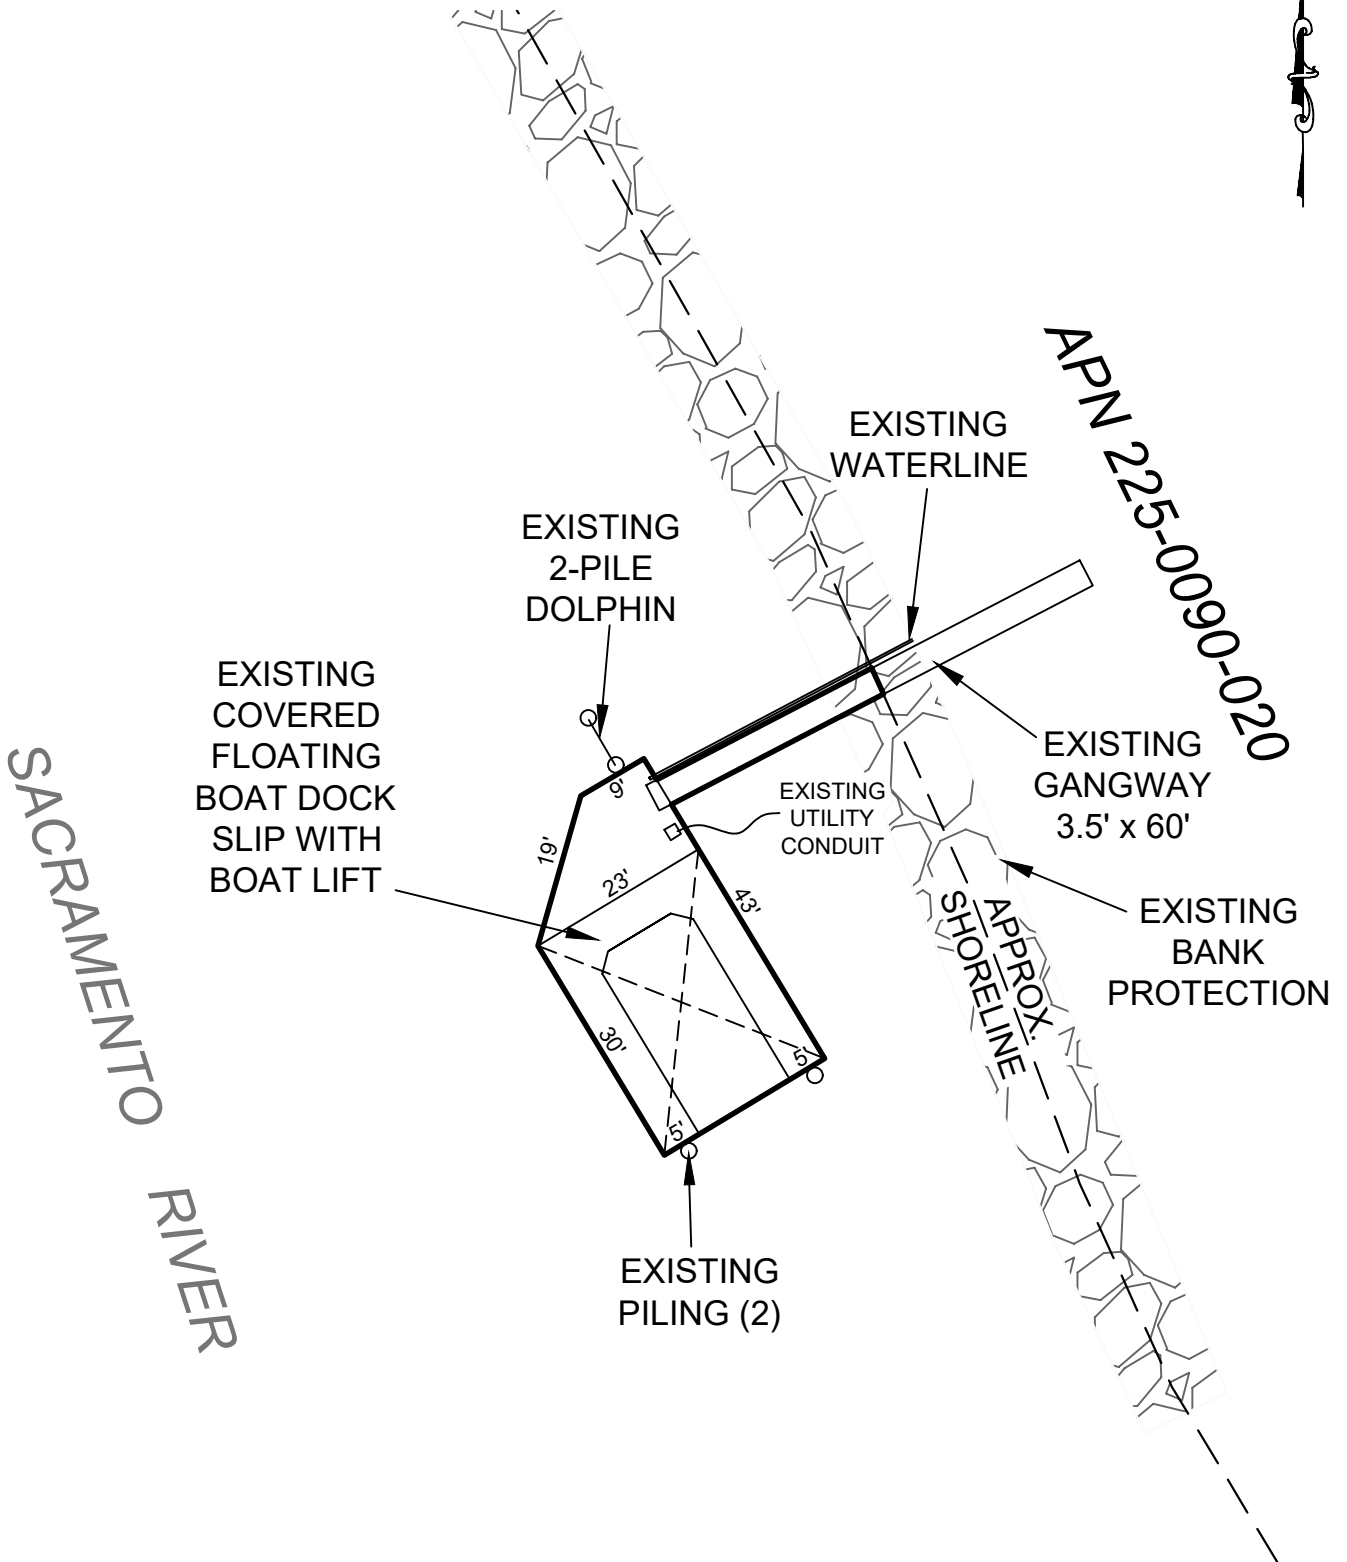 APN 225-0090-020
EXISTING
WATERLINE
EXISTING
2-PILE
DOLPHIN
EXISTING
COVERED
FLOATING
BOAT DOCK
SLIP WITH
BOAT LIFT
EXISTING
GANGWAY
3.5' x 60'
EXISTING
UTILITY
CONDUIT
9'
19'
23'
43'
30'
5'
5'
APPROX.
SHORELINE
EXISTING
BANK
PROTECTION
SACRAMENTO RIVER
EXISTING
PILING (2)